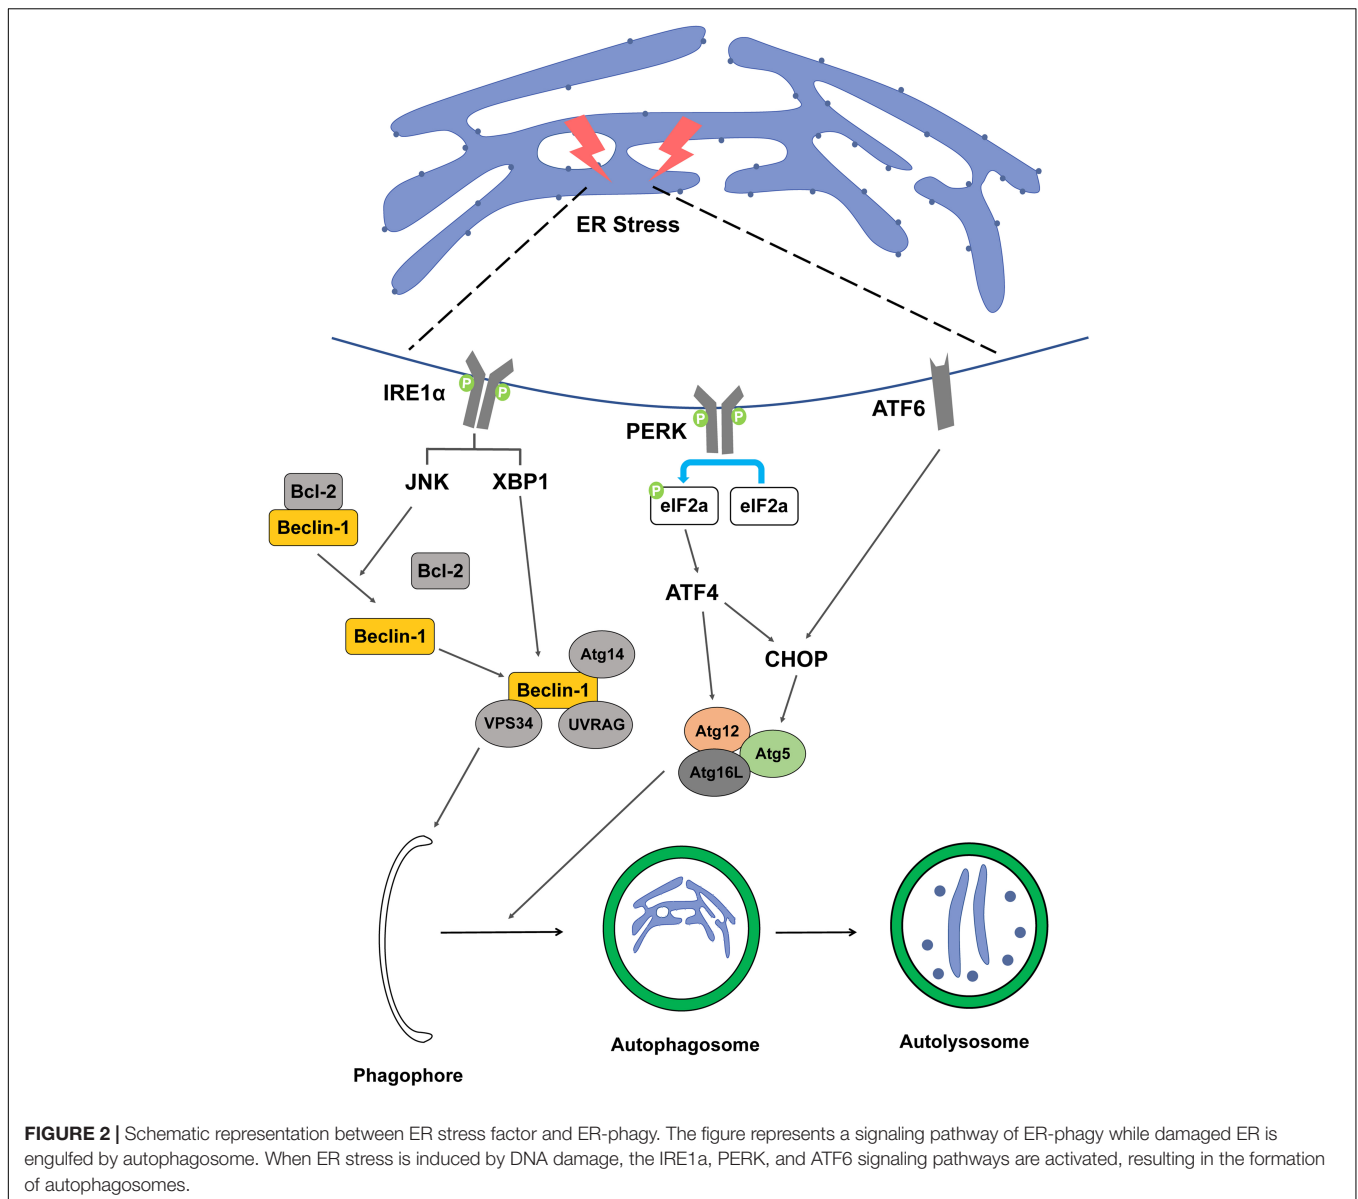 ER Stress
IRE1α
P
P
PERK
P
P
ATF6
JNK
XBP1
Bcl-2
Beclin-1
P
eIF2a
eIF2a
Bcl-2
ATF4
Beclin-1
Atg14
CHOP
Beclin-1
VPS34
UVRAG
Atg12
Atg5
Atg16L
Phagophore
Autophagosome
Autolysosome
FIGURE 2 | Schematic representation between ER stress factor and ER-phagy. The figure represents a signaling pathway of ER-phagy while damaged ER is
engulfed by autophagosome. When ER stress is induced by DNA damage, the IRE1a, PERK, and ATF6 signaling pathways are activated, resulting in the formation
of autophagosomes.